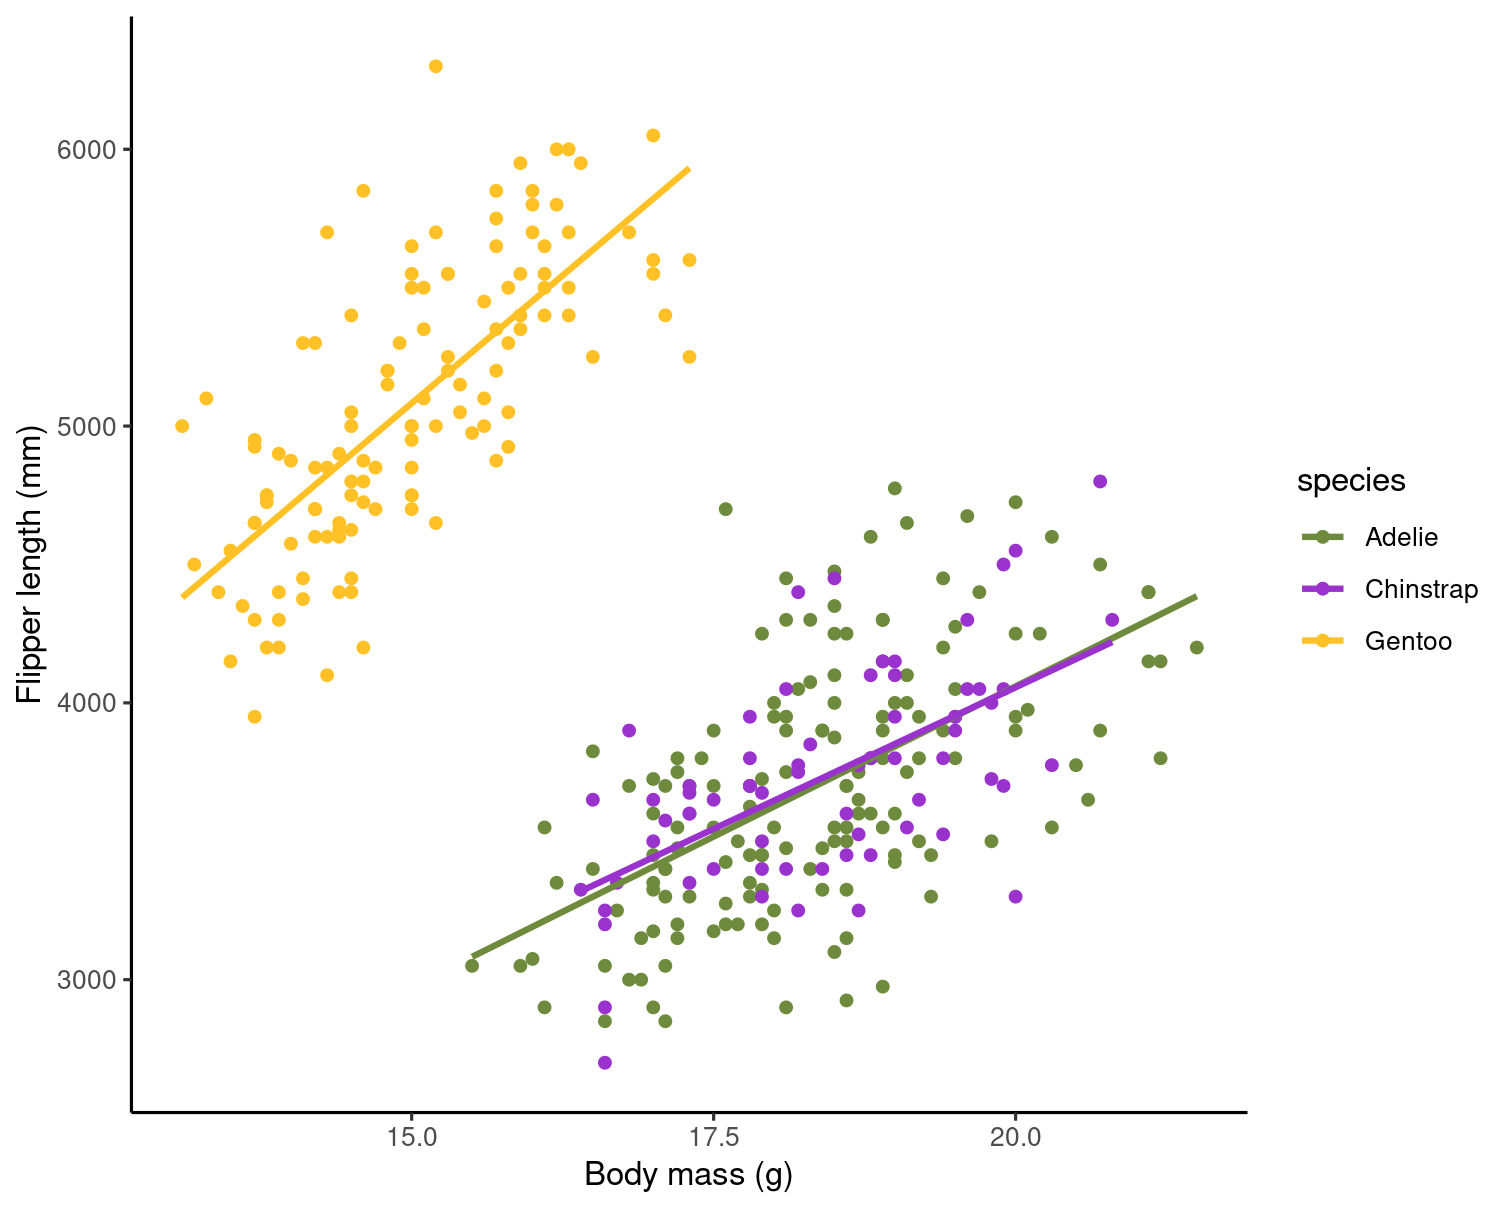 6000
5000
4000
3000
Flipper length (mm)
15.0
17.5
20.0
Body mass (g)
species
Adelie
Chinstrap
Gentoo